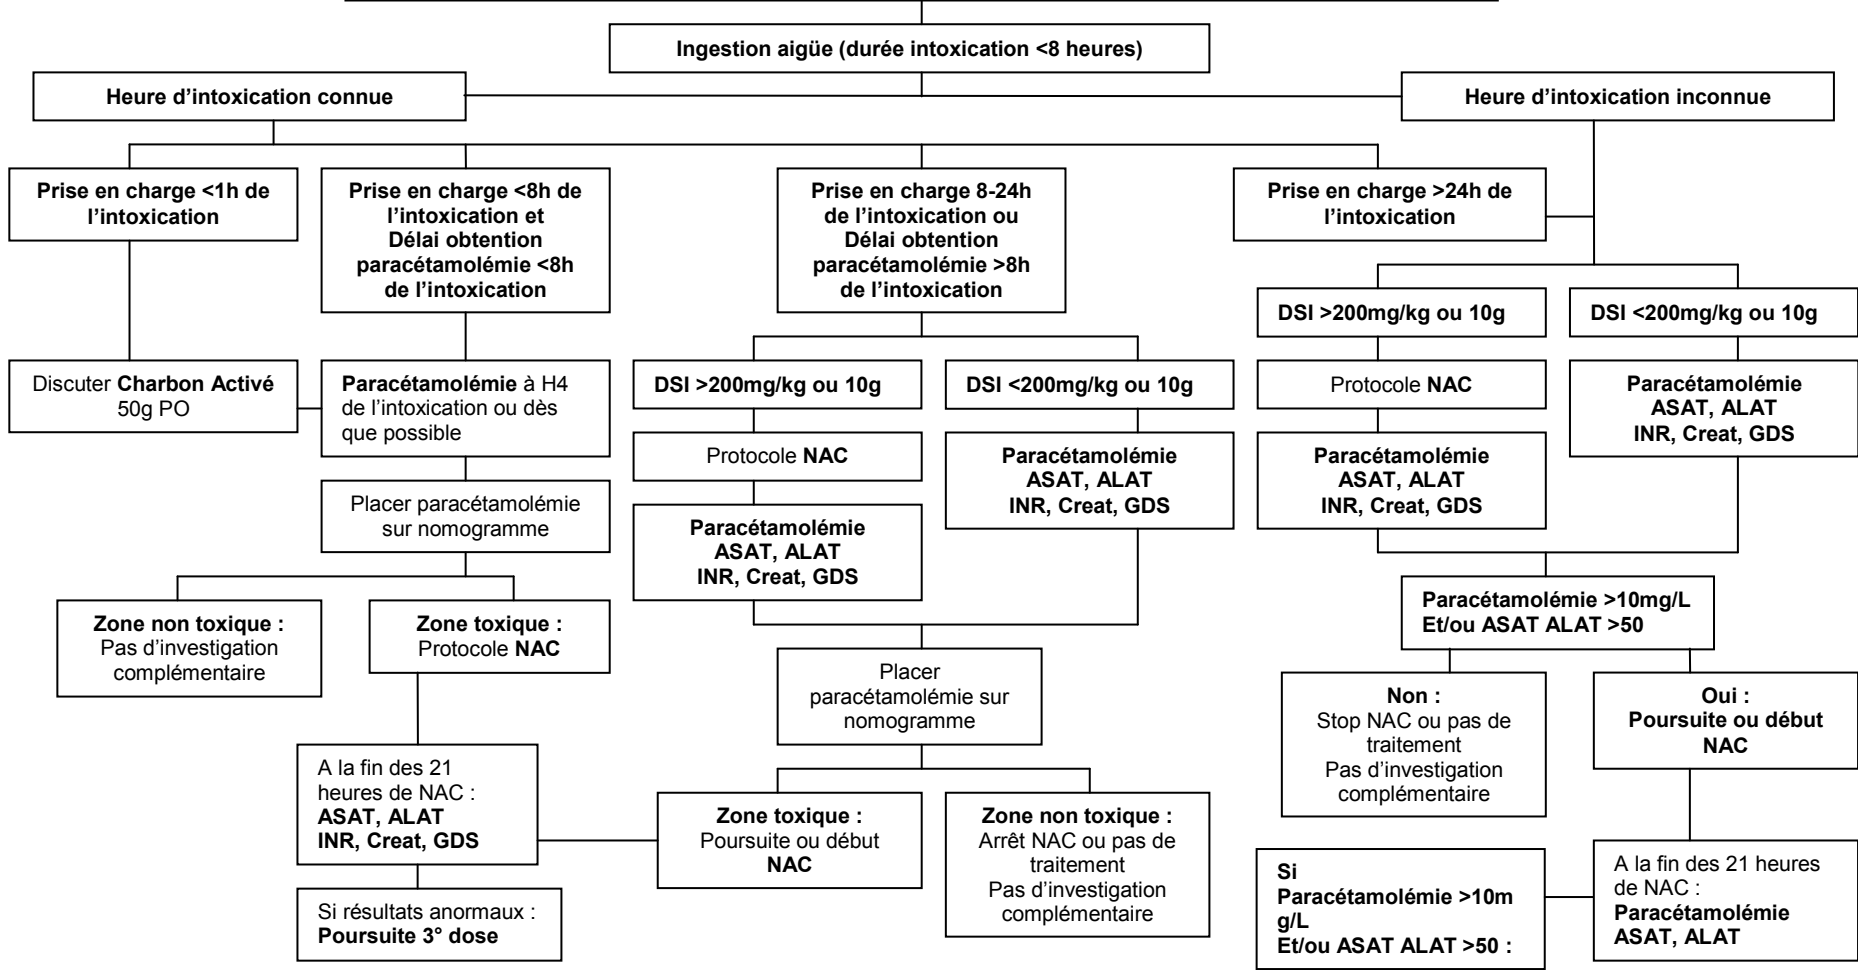 Ingestion aigüe (durée intoxication <8 heures)
Heure d'intoxication connue
Heure d'intoxication inconnue
Prise en charge <1h de
l'intoxication
Prise en charge <8h de
l'intoxication et
Délai obtention
paracétamolémie <8h
de l'intoxication
Prise en charge 8-24h
de l'intoxication ou
Délai obtention
paracétamolémie >8h
de l'intoxication
Prise en charge >24h de
l'intoxication
DSI >200mg/kg ou 10g
DSI <200mg/kg ou 10g
Discuter Charbon Activé
50g PO
Paracétamolémie à H4
de l'intoxication ou dès
que possible
DSI >200mg/kg ou 10g
DSI <200mg/kg ou 10g
Protocole NAC
Paracétamolémie
ASAT, ALAT
INR, Creat, GDS
Protocole NAC
Paracétamolémie
ASAT, ALAT
INR, Creat, GDS
Paracétamolémie
ASAT, ALAT
INR, Creat, GDS
Placer paracétamolémie
sur nomogramme
Paracétamolémie
ASAT, ALAT
INR, Creat, GDS
Zone non toxique :
Pas d'investigation
complémentaire
Zone toxique :
Protocole NAC
Paracétamolémie >10mg/L
Et/ou ASAT ALAT >50
Placer
paracétamolémie sur
nomogramme
Non :
Stop NAC ou pas de
traitement
Pas d'investigation
complémentaire
Oui :
Poursuite ou début
NAC
A la fin des 21
heures de NAC :
ASAT, ALAT
INR, Creat, GDS
Zone toxique :
Poursuite ou début
NAC
Zone non toxique :
Arrêt NAC ou pas de
traitement
Pas d'investigation
complémentaire
Si
Paracétamolémie >10m
g/L
Et/ou ASAT ALAT >50 :
A la fin des 21 heures
de NAC :
Paracétamolémie
ASAT, ALAT
Si résultats anormaux :
Poursuite 3° dose